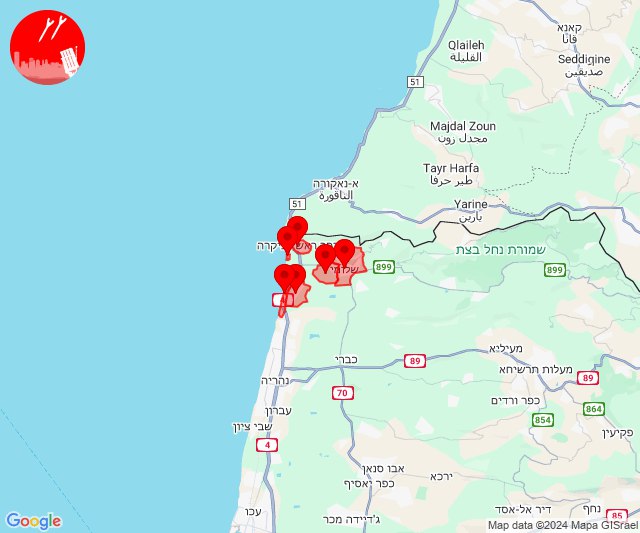 קאנא
قانا
Qlaileh
القليلة
Seddiqine
صديقين
51
Majdal Zoun
مجدل زون
Tayr Harfa
طير حرفا
א-נאקורה
الناقورة
51
Yarine
يارين
ראש
קרה
שמורת נחל בצת
899
899
שלומי
4
מעיליא
כברי
89
מעלות תרשיחא
89
נהריה
70
כפר ורדים
864
עברון
854
שבי ציון
פקיעין
4
אבו סנאן
ירכא
כפר יאסיף
עכו
ג'דיידה מכר
דיר אל-אסד
נחף
85
Google
Map data ©2024 Mapa GISrael